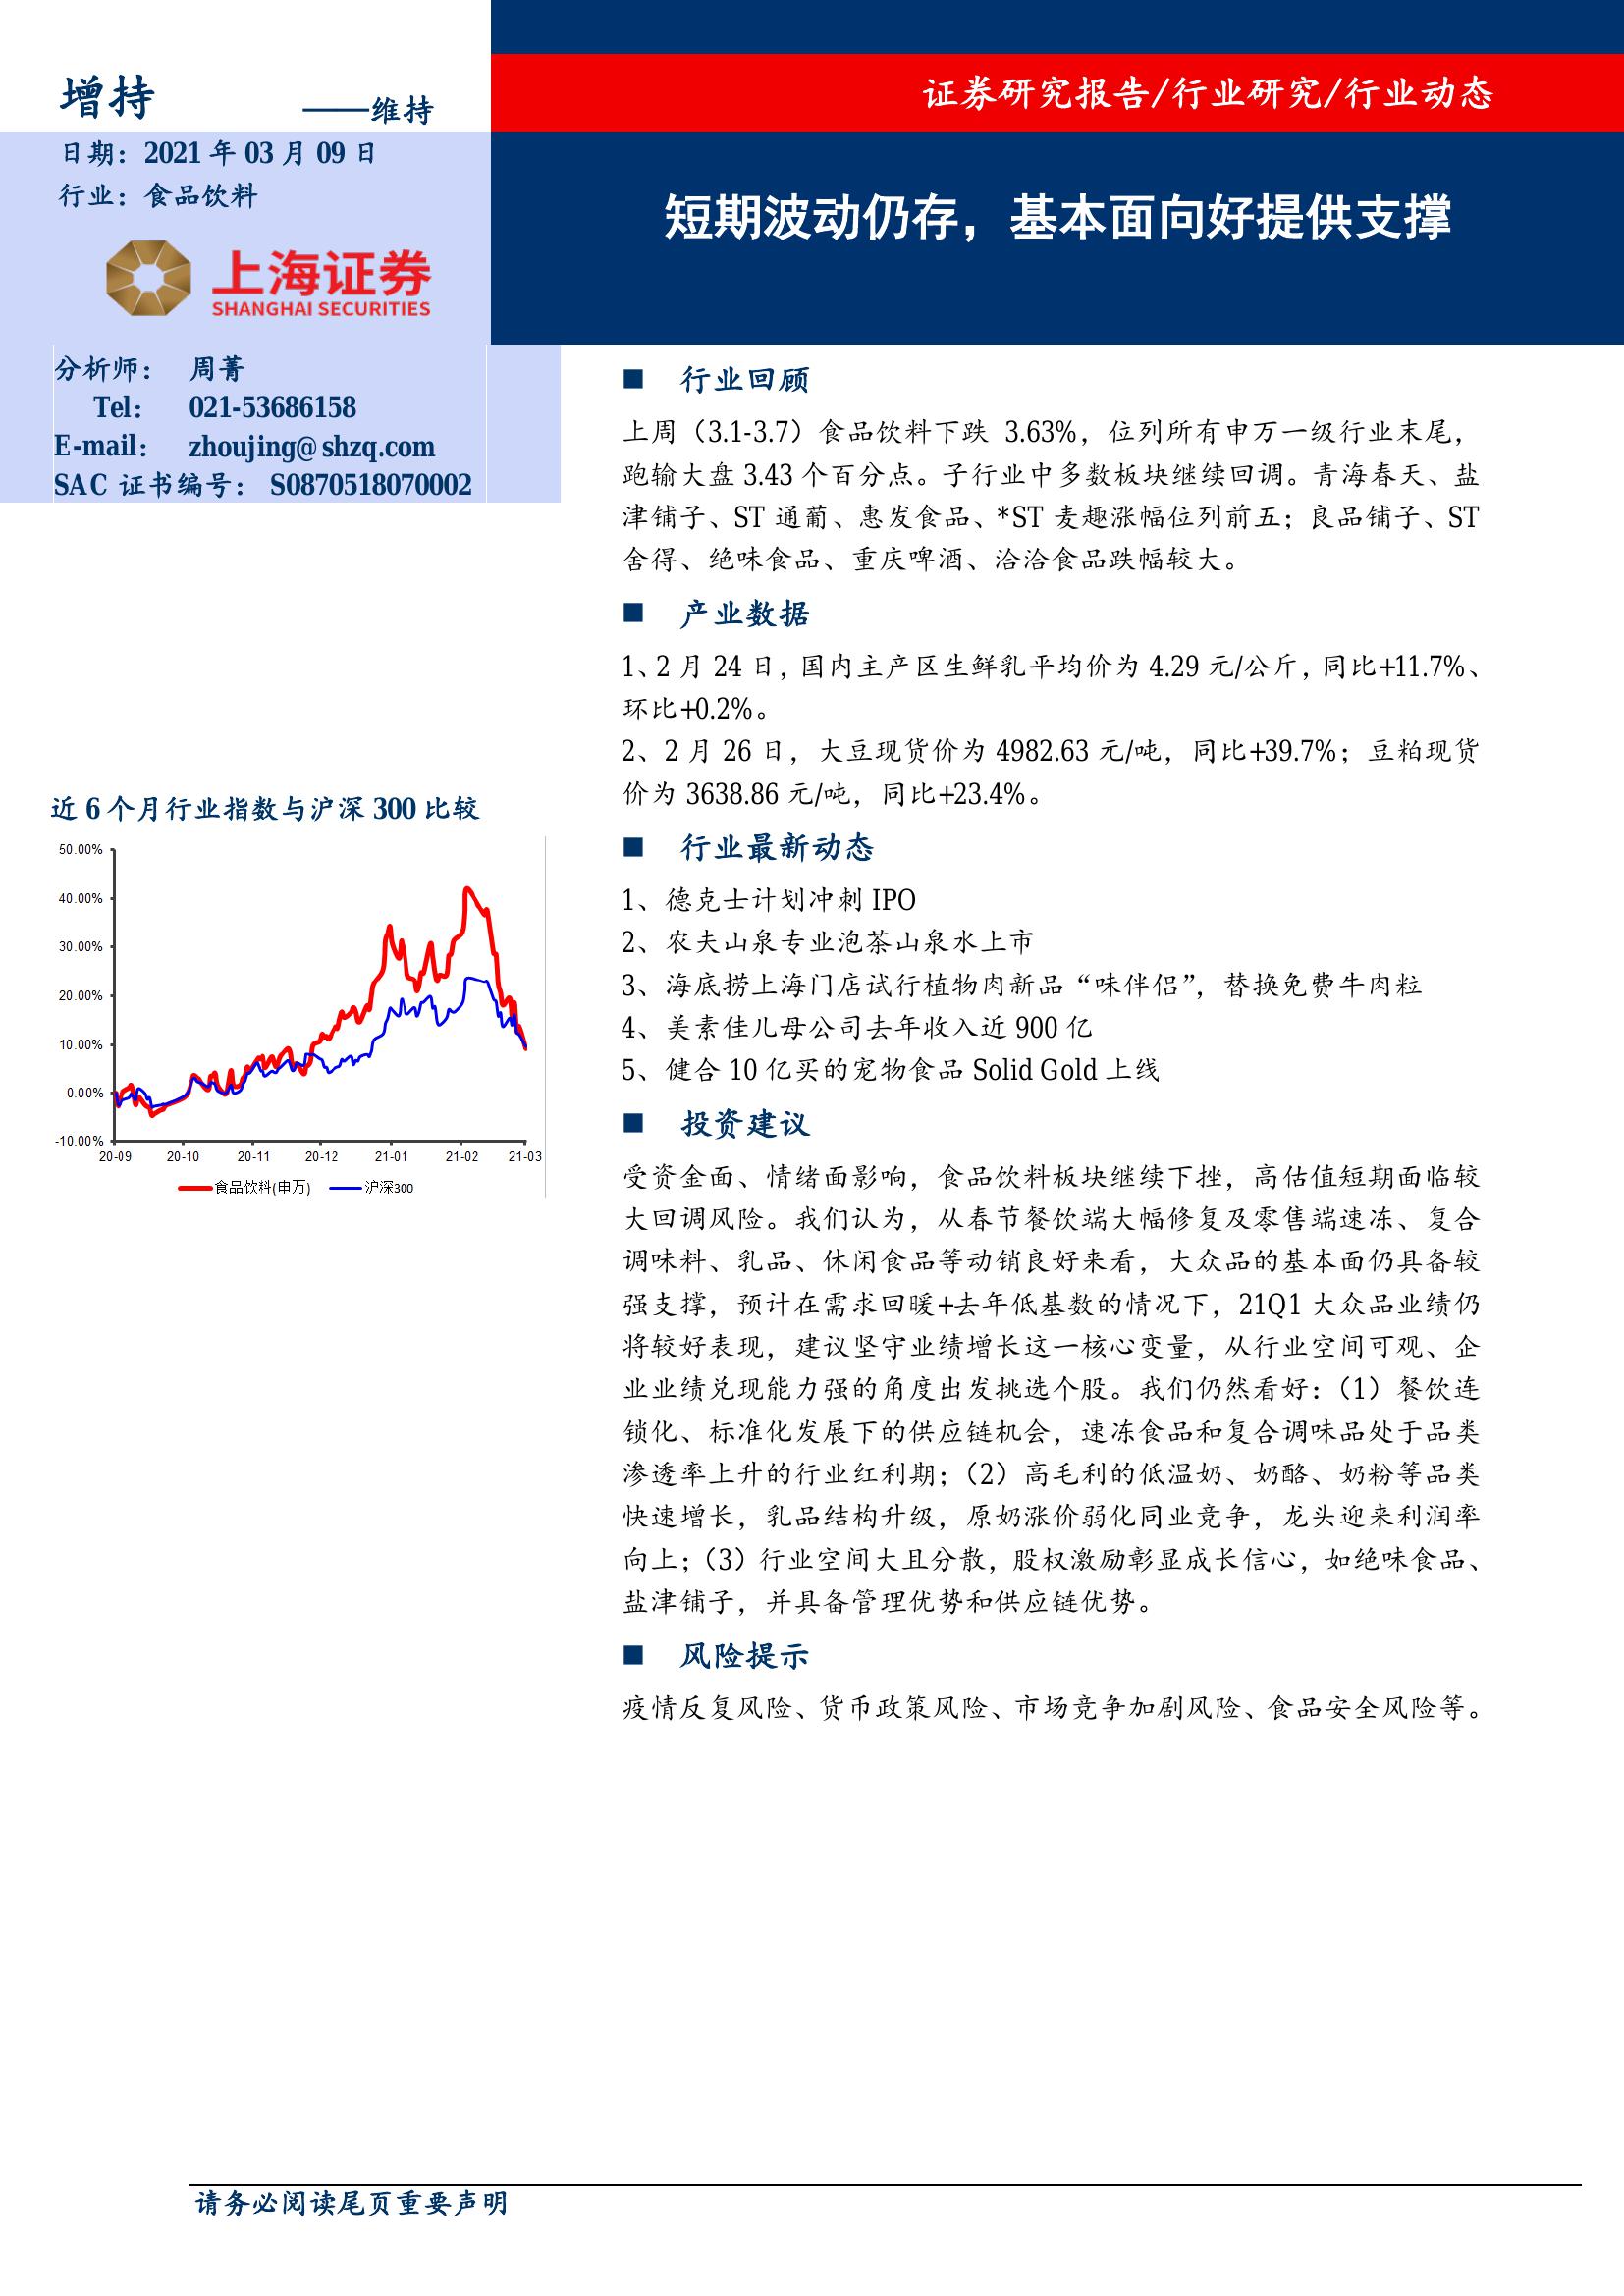 增持 ——维持
日期：2021 年 03 月 09 日
行业：食品饮料
上海证券
SHANGHAI SECURITIES
分析师： 周菁
Tel： 021-53686158
E-mail： zhoujing@shzq.com
SAC 证书编号： S0870518070002
近 6 个月行业指数与沪深 300 比较
50.00%
40.00%
30.00%
20.00%
10.00%
0.00%
-10.00%
20-09 20-10 20-11 20-12 21-01 21-02 21-03
食品饮料(申万) 沪深300
证券研究报告/行业研究/行业动态
短期波动仍存，基本面向好提供支撑
■ 行业回顾
上周（3.1-3.7）食品饮料下跌 3.63%，位列所有申万一级行业末尾，
跑输大盘 3.43 个百分点。子行业中多数板块继续回调。青海春天、盐
津铺子、ST 通葡、惠发食品、*ST 麦趣涨幅位列前五；良品铺子、ST
舍得、绝味食品、重庆啤酒、洽洽食品跌幅较大。
■ 产业数据
1、2 月 24 日，国内主产区生鲜乳平均价为 4.29 元/公斤，同比+11.7%、
环比+0.2%。
2、2 月 26 日，大豆现货价为 4982.63 元/吨，同比+39.7%；豆粕现货
价为 3638.86 元/吨，同比+23.4%。
■ 行业最新动态
1、德克士计划冲刺 IPO
2、农夫山泉专业泡茶山泉水上市
3、海底捞上海门店试行植物肉新品“味伴侣”，替换免费牛肉粒
4、美素佳儿母公司去年收入近 900 亿
5、健合 10 亿买的宠物食品 Solid Gold 上线
■ 投资建议
受资金面、情绪面影响，食品饮料板块继续下挫，高估值短期面临较
大回调风险。我们认为，从春节餐饮端大幅修复及零售端速冻、复合
调味料、乳品、休闲食品等动销良好来看，大众品的基本面仍具备较
强支撑，预计在需求回暖+去年低基数的情况下，21Q1 大众品业绩仍
将较好表现，建议坚守业绩增长这一核心变量，从行业空间可观、企
业业绩兑现能力强的角度出发挑选个股。我们仍然看好：（1）餐饮连
锁化、标准化发展下的供应链机会，速冻食品和复合调味品处于品类
渗透率上升的行业红利期；（2）高毛利的低温奶、奶酪、奶粉等品类
快速增长，乳品结构升级，原奶涨价弱化同业竞争，龙头迎来利润率
向上；（3）行业空间大且分散，股权激励彰显成长信心，如绝味食品、
盐津铺子，并具备管理优势和供应链优势。
■ 风险提示
疫情反复风险、货币政策风险、市场竞争加剧风险、食品安全风险等。
请务必阅读尾页重要声明